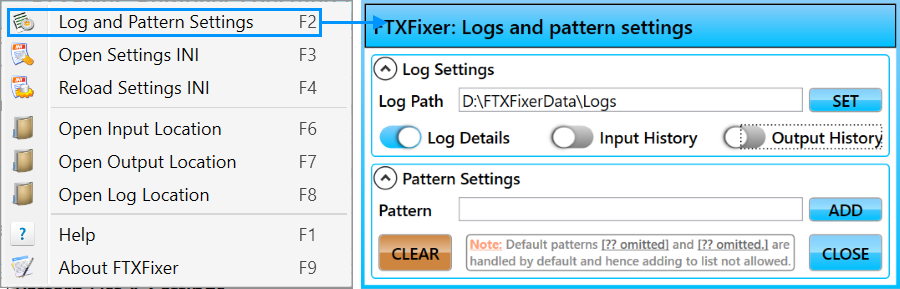 Log and Pattern Settings F2
Open Settings INI F3
Reload Settings INI F4
Open Input Location F6
Open Output Location F7
Open Log Location F8
Help F1
About FTXFixer F9
FTXFixer: Logs and pattern settings
Log Settings
Log Path D:\FTXFixerData\Logs SET
Log Details Input History Output History
Pattern Settings
Pattern ADD
CLEAR
Note: Default patterns [?? omitted] and [?? omitted.] are
handled by default and hence adding to list not allowed.
CLOSE